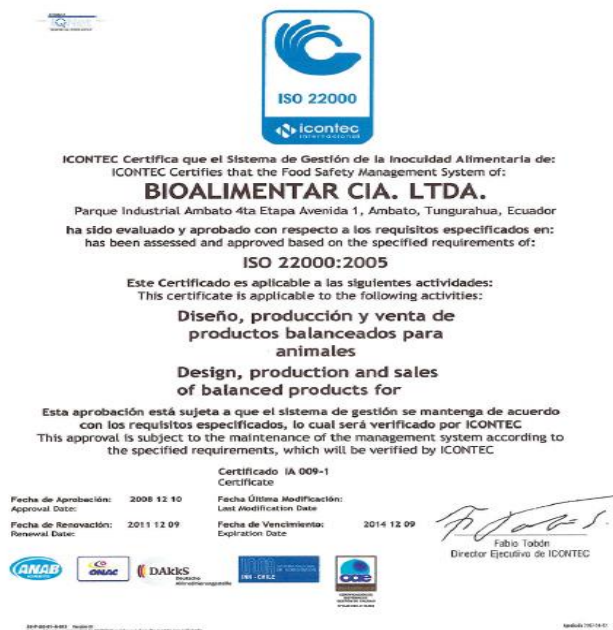 IQNet
ISO 22000
icontec
internacional
ICONTEC Certifica que el Sistema de Gestión de la Inocuidad Alimentaria de:
ICONTEC Certifies that the Food Safety Management System of:
BIOALIMENTAR CIA. LTDA.
Parque Industrial Ambato 4ta Etapa Avenida 1, Ambato, Tungurahua, Ecuador
ha sido evaluado y aprobado con respecto a los requisitos especificados en:
has been assessed and approved based on the specified requirements of:
ISO 22000:2005
Este Certificado es aplicable a las siguientes actividades:
This certificate is applicable to the following activities:
Diseño, producción y venta de
productos balanceados para
animales
Design, production and sales
of balanced products for
Esta aprobación está sujeta a que el sistema de gestión se mantenga de acuerdo
con los requisitos especificados, lo cual será verificado por ICONTEC
This approval is subject to the maintenance of the management system according to
the specified requirements, which will be verified by ICONTEC
Certificado IA 009-1
Certificate
Fecha de Aprobación: 2008 12 10 Fecha Última Modificación:
Approval Date: Last Modification Date
Fecha de Renovación: 2011 12 09 Fecha de Vencimiento: 2014 12 09
Renewal Date: Expiration Date
Fabio Tobón
Director Ejecutivo de ICONTEC
ANAB
ONAC
DAkkS
Deutsche
Akkreditierungsstelle
INN - CHILE